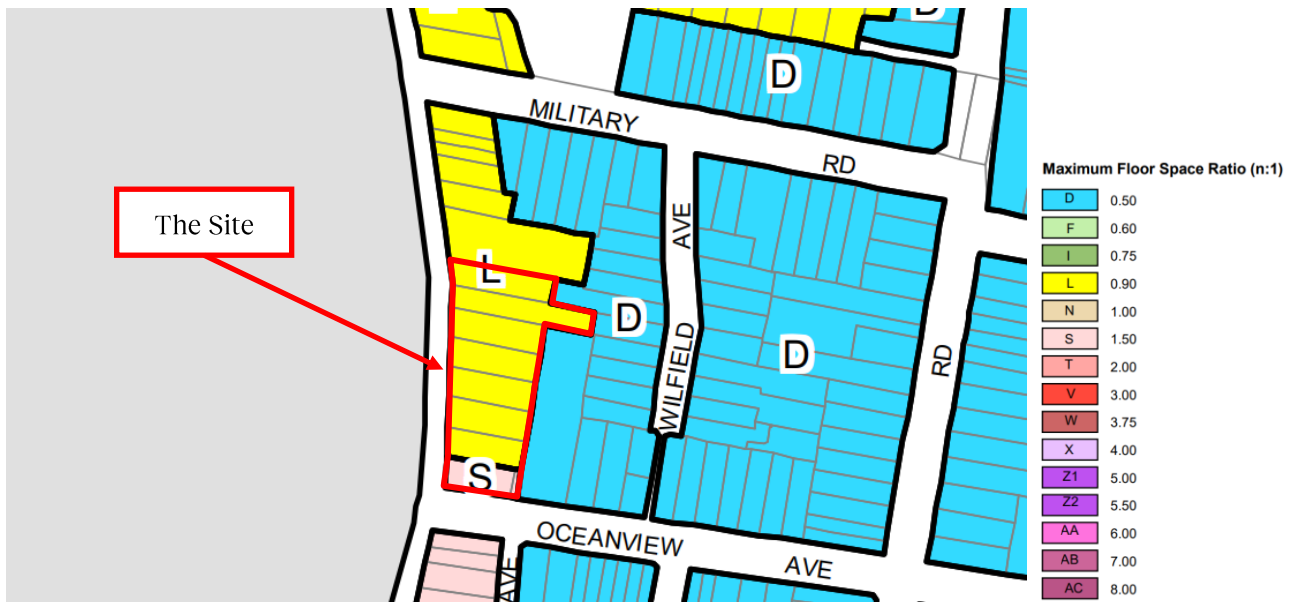 D
D
MILITARY
RD
The Site
AVE
L
D
D
WILFIELD
RD
S
OCEANVIEW
AVE
AVE
Maximum Floor Space Ratio (n:1)
D 0.50
F 0.60
I 0.75
L 0.90
N 1.00
S 1.50
T 2.00
V 3.00
W 3.75
X 4.00
Z1 5.00
Z2 5.50
AA 6.00
AB 7.00
AC 8.00